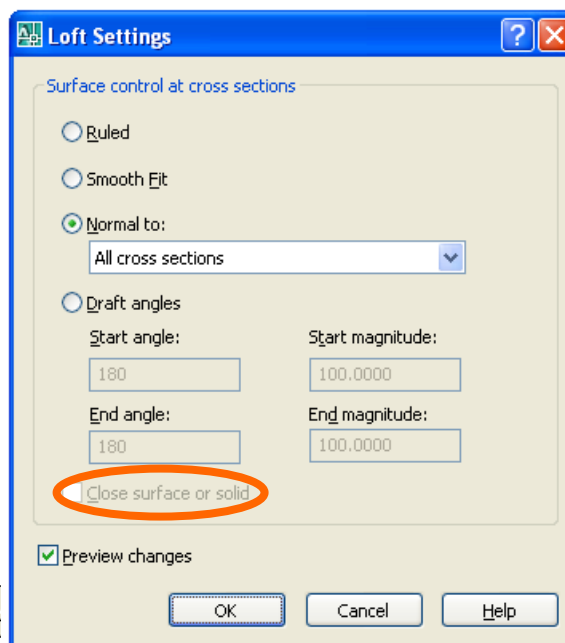 Loft Settings
Surface control at cross sections
Ruled
Smooth Fit
Normal to:
All cross sections
Draft angles
Start angle: Start magnitude:
180 100.0000
End angle: End magnitude:
180 100.0000
Close surface or solid
Preview changes
OK Cancel Help